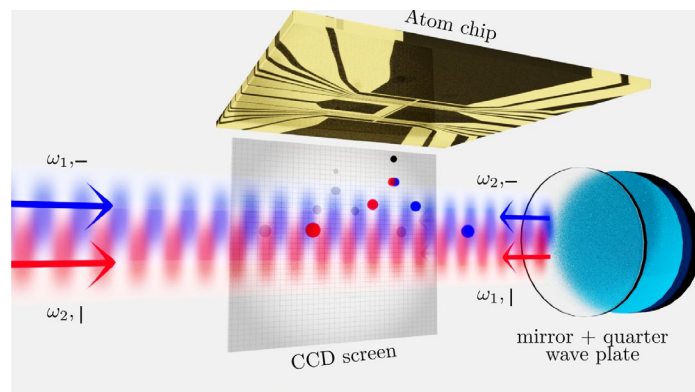 Atom chip
ω₁,−
ω₂,−
ω₂,|
ω₁,|
CCD screen
mirror + quarter
wave plate